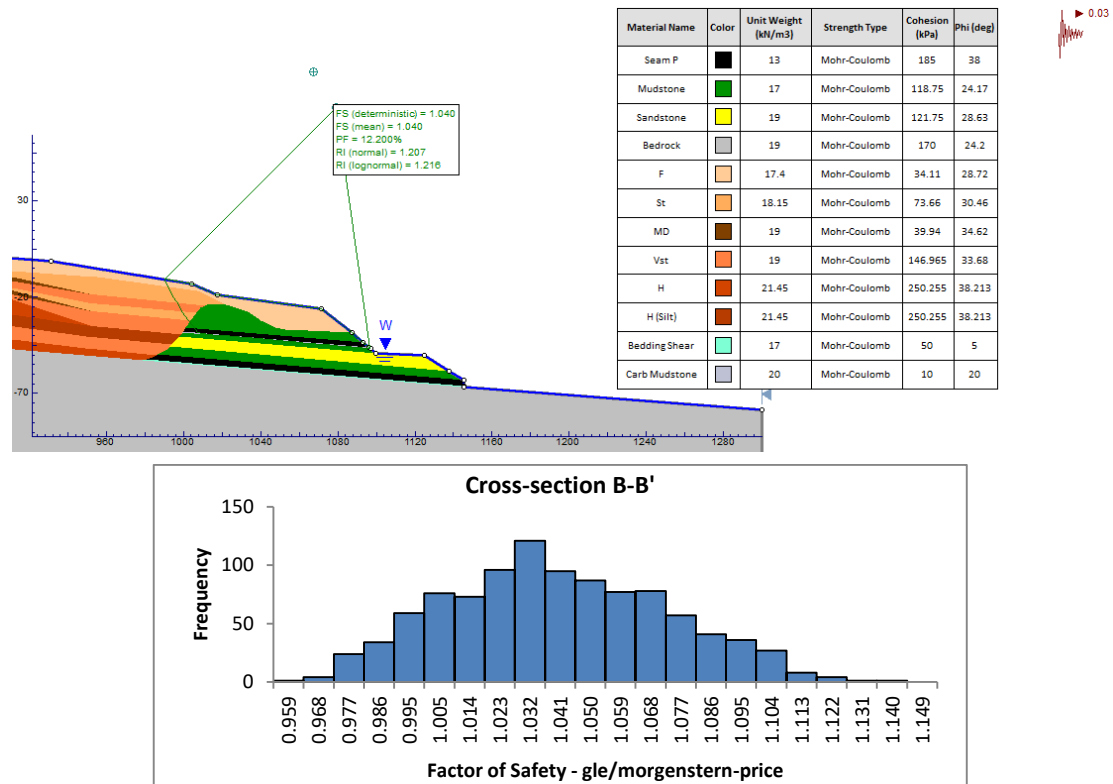 FS (deterministic) = 1.040
FS (mean) = 1.040
PF = 12.200%
RI (normal) = 1.207
RI (lognormal) = 1.216
30
-20
-70
W
960 1000 1040 1080 1120 1160 1200 1240 1280
Material Name Color Unit Weight (kN/m3) Strength Type Cohesion (kPa) Phi (deg)
Seam P 13 Mohr-Coulomb 185 38
Mudstone 17 Mohr-Coulomb 118.75 24.17
Sandstone 19 Mohr-Coulomb 121.75 28.63
Bedrock 19 Mohr-Coulomb 170 24.2
F 17.4 Mohr-Coulomb 34.11 28.72
St 18.15 Mohr-Coulomb 73.66 30.46
MD 19 Mohr-Coulomb 39.94 34.62
Vst 19 Mohr-Coulomb 146.965 33.68
H 21.45 Mohr-Coulomb 250.255 38.213
H (Silt) 21.45 Mohr-Coulomb 250.255 38.213
Bedding Shear 17 Mohr-Coulomb 50 5
Carb Mudstone 20 Mohr-Coulomb 10 20
0.03
Cross-section B-B'
Frequency
150
100
50
0
0.959 0.968 0.977 0.986 0.995 1.005 1.014 1.023 1.032 1.041 1.050 1.059 1.068 1.077 1.086 1.095 1.104 1.113 1.122 1.131 1.140 1.149
Factor of Safety - gle/morgenstern-price